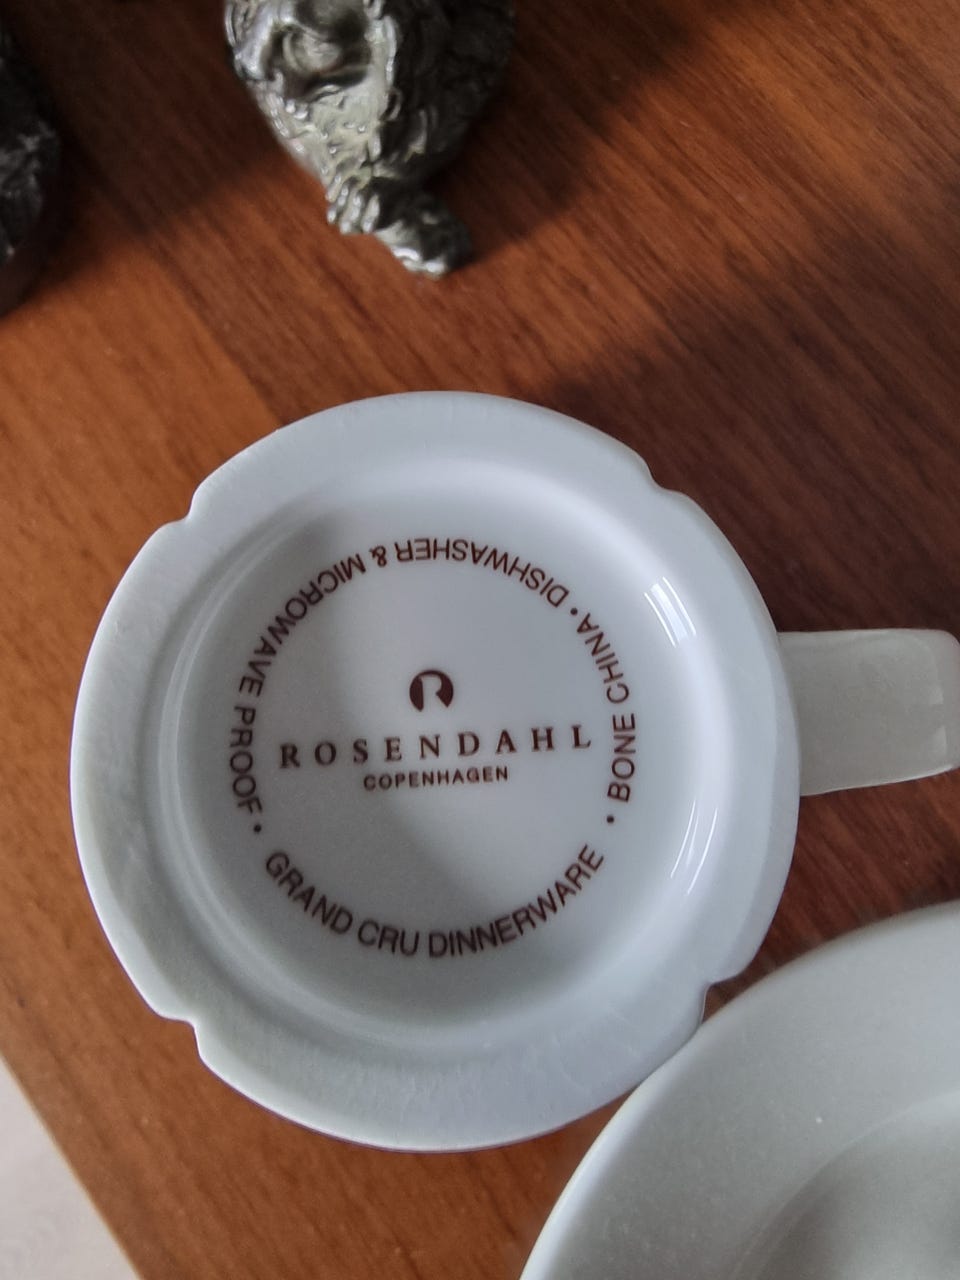 R
ROSENDAHL
COPENHAGEN
GRAND CRU DINNERWARE • BONE CHINA • DISHWASHER & MICROWAVE PROOF •